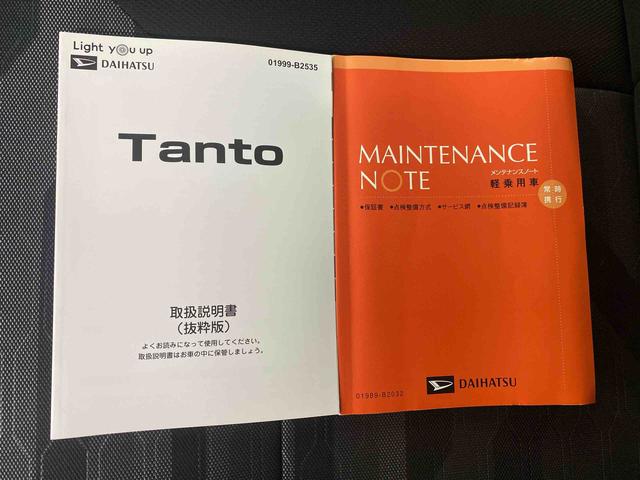 Light you up
DAIHATSU
01999-B2535
Tanto
取扱説明書
（抜粋版）
よくお読みになって使用してください。
取扱説明書はお車の中に保管しましょう。
MAINTENANCE
NOTE
メンテナンスノート
軽乗用車
常時
携行
●保証書 ●点検整備方式 ●サービス網 ●点検整備記録簿
DAIHATSU
01989-B2032